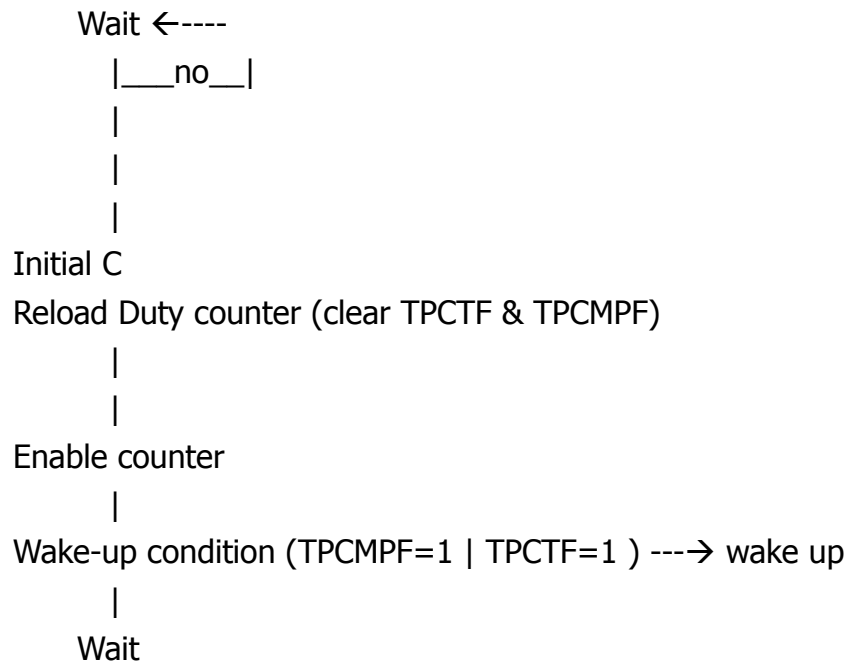 Wait ←----
|___no__|
|
|
|
Initial C
Reload Duty counter (clear TPCTF & TPCMPF)
|
|
Enable counter
|
Wake-up condition (TPCMPF=1 | TPCTF=1 ) ---→ wake up
|
Wait